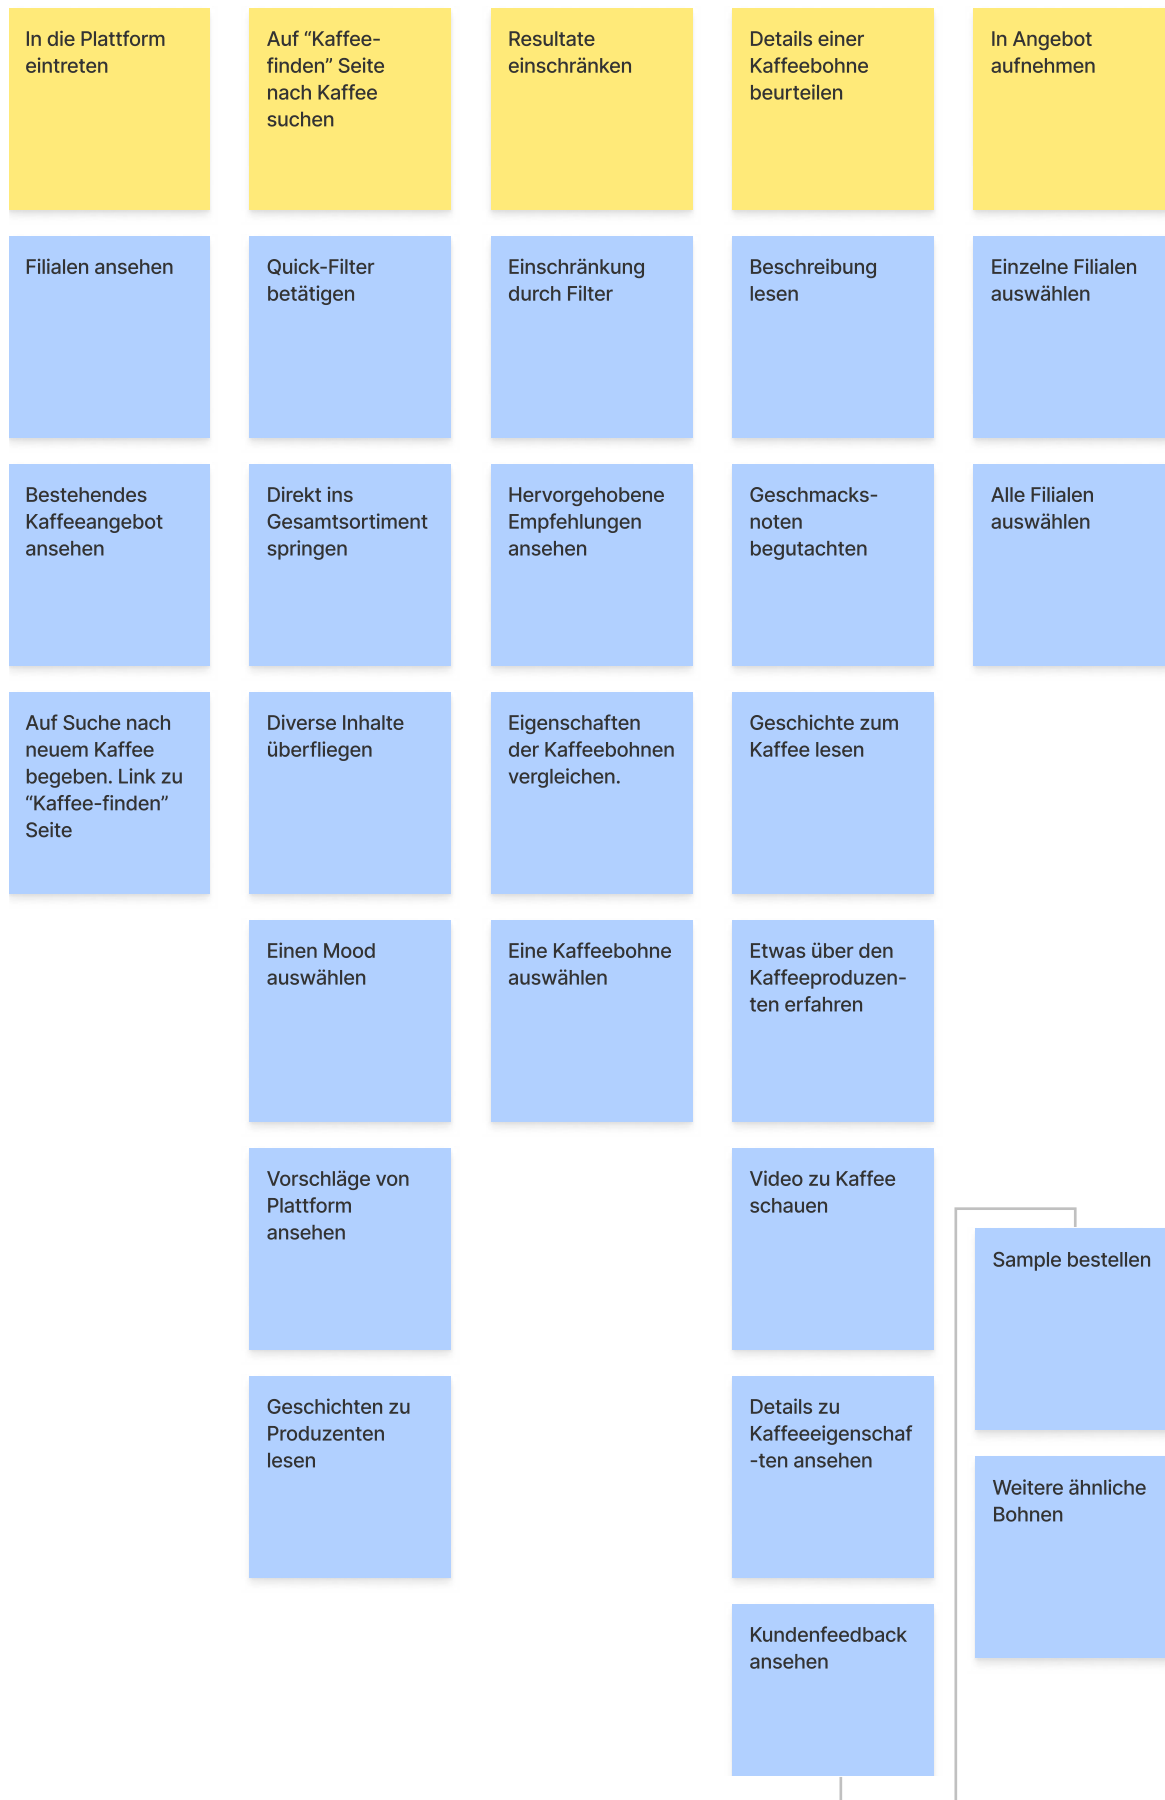 In die Plattform
eintreten
Auf “Kaffee-
finden” Seite
nach Kaffee
suchen
Resultate
einschränken
Details einer
Kaffeebohne
beurteilen
In Angebot
aufnehmen
Filialen ansehen
Quick-Filter
betätigen
Einschränkung
durch Filter
Beschreibung
lesen
Einzelne Filialen
auswählen
Bestehendes
Kaffeeangebot
ansehen
Direkt ins
Gesamtsortiment
springen
Hervorgehobene
Empfehlungen
ansehen
Geschmacks-
noten
begutachten
Alle Filialen
auswählen
Auf Suche nach
neuem Kaffee
begeben. Link zu
“Kaffee-finden”
Seite
Diverse Inhalte
überfliegen
Eigenschaften
der Kaffeebohnen
vergleichen.
Geschichte zum
Kaffee lesen
Einen Mood
auswählen
Eine Kaffeebohne
auswählen
Etwas über den
Kaffeeproduzen-
ten erfahren
Vorschläge von
Plattform
ansehen
Video zu Kaffee
schauen
Sample bestellen
Geschichten zu
Produzenten
lesen
Details zu
Kaffeeeigenschaf
-ten ansehen
Weitere ähnliche
Bohnen
Kundenfeedback
ansehen